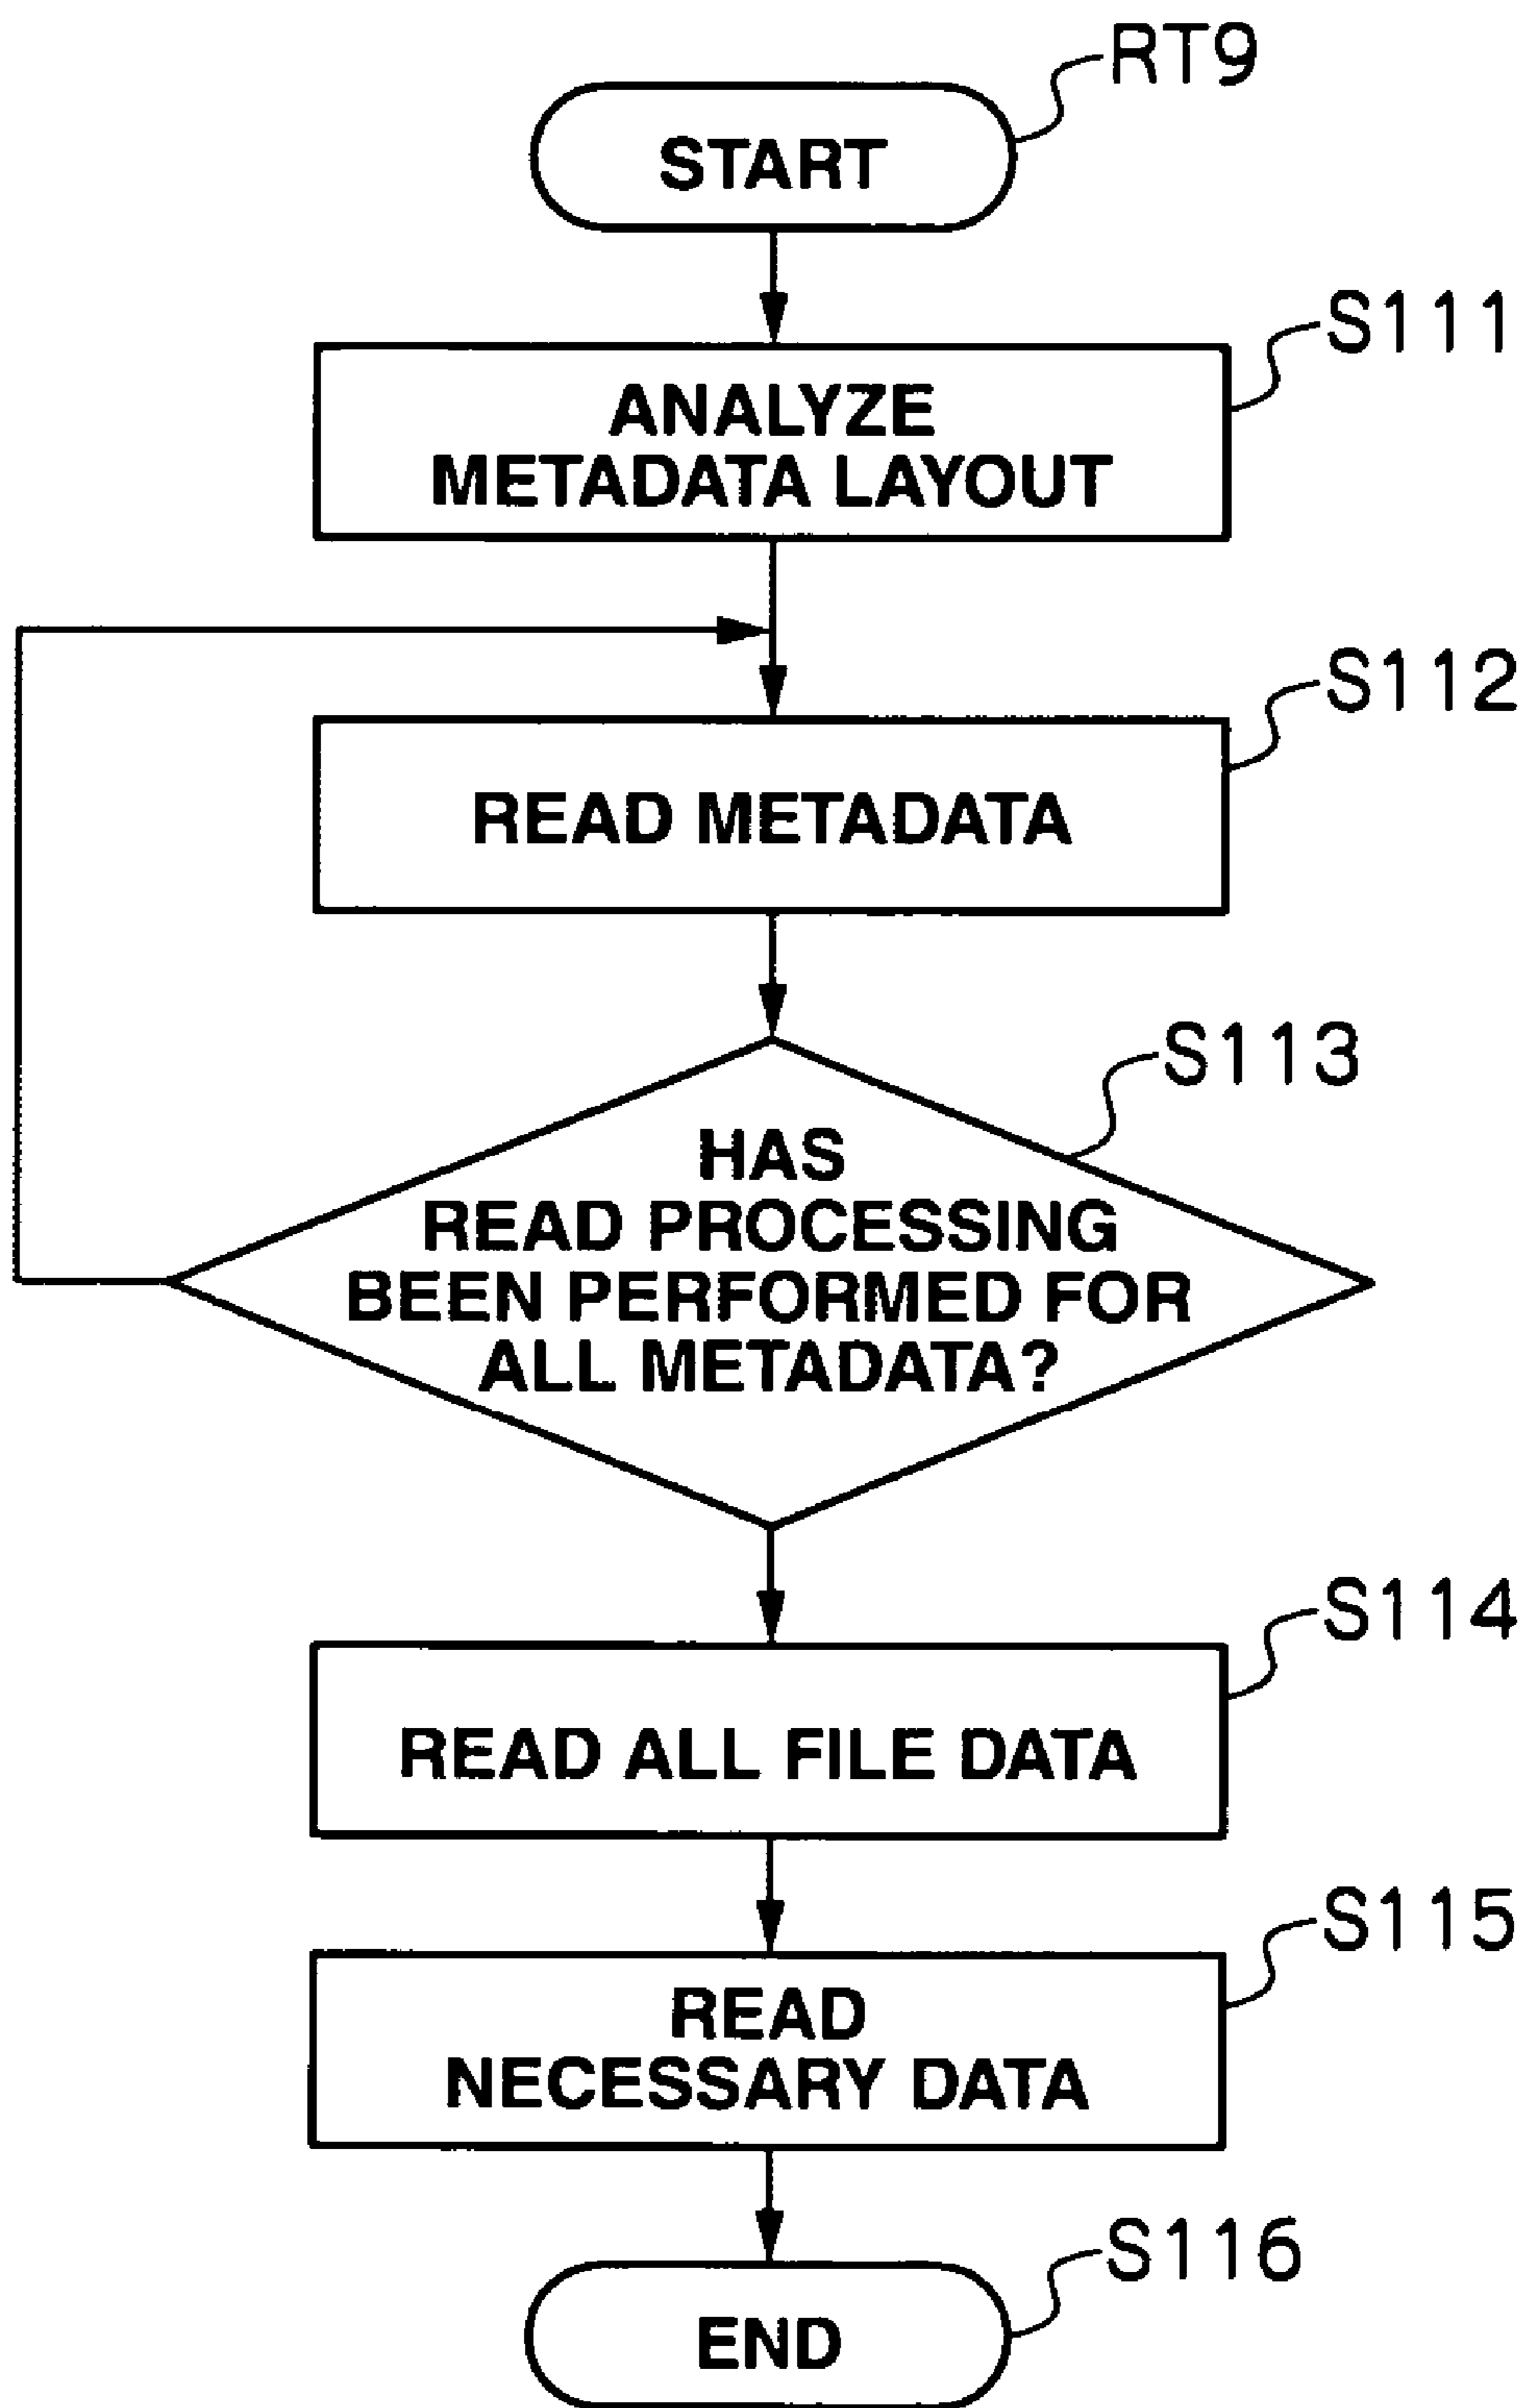 RT9
START
S111
ANALYZE
METADATA LAYOUT
S112
READ METADATA
S113
HAS
READ PROCESSING
BEEN PERFORMED FOR
ALL METADATA?
S114
READ ALL FILE DATA
S115
READ
NECESSARY DATA
S116
END